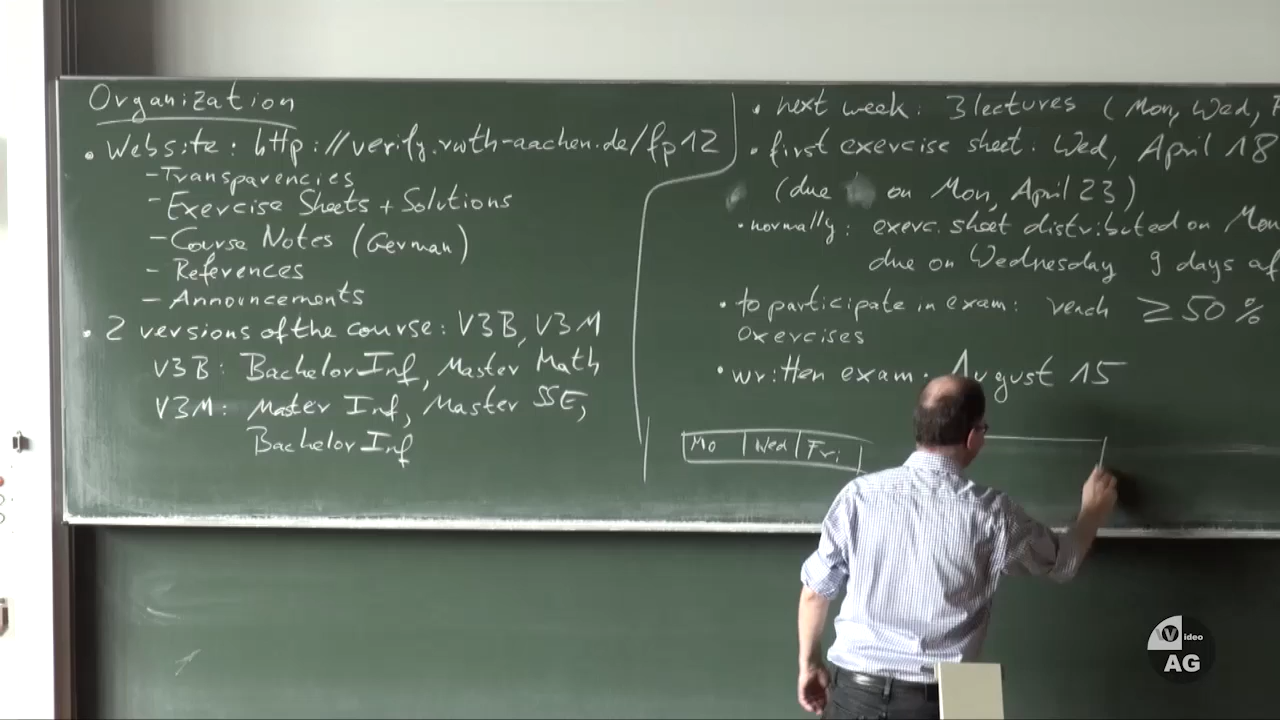 Organization
• Website: http://verify.rwth-aachen.de/fp12
- Transparencies
- Exercise Sheets + Solutions
- Course Notes (German)
- References
- Announcements
• 2 versions of the course: V3B, V3M
V3B: Bachelor Inf, Master Math
V3M: Master Inf, Master SSE,
Bachelor Inf
• next week: 3 lectures (Mon, Wed, F
• first exercise sheet: Wed, April 18
(due on Mon, April 23)
• normally: exerc. sheet distributed on Mon
due on Wednesday 9 days af
• to participate in exam: reach ≥ 50 %
exercises
• written exam: August 15
Mo | Wed | Fri
Video
AG